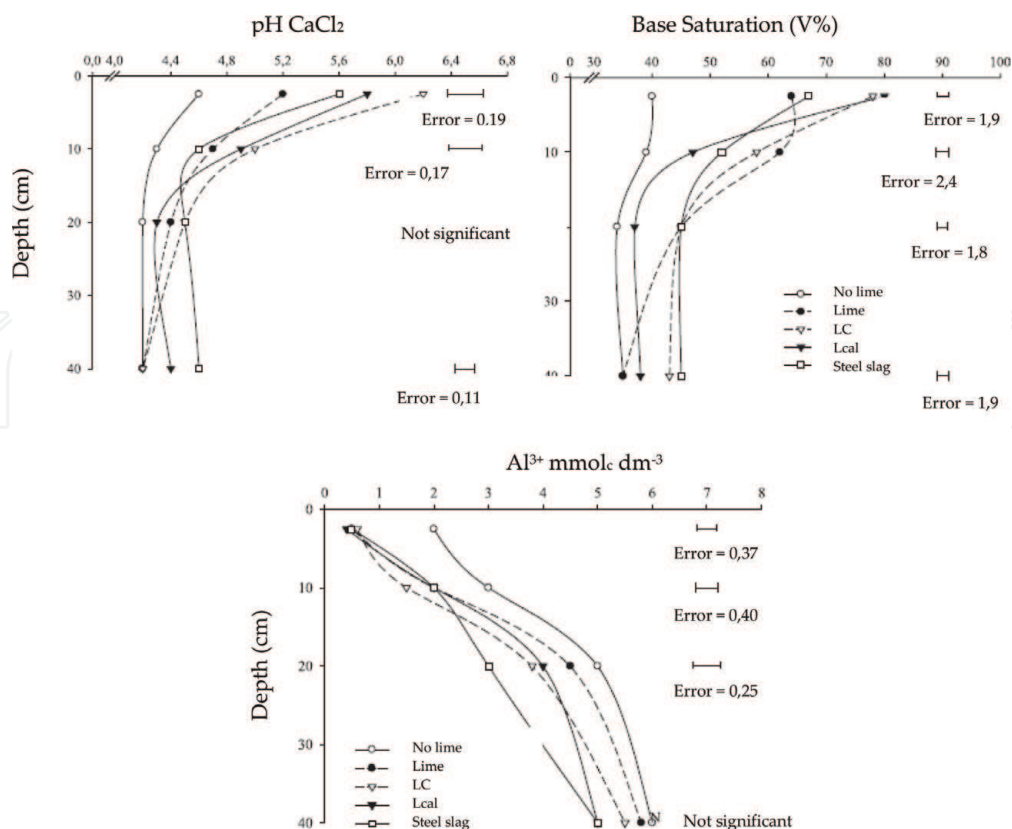 pH CaCl₂
0,0 4,0 4,4 4,8 5,2 5,6 6,0 6,4 6,8
0
10
20
30
40
Depth (cm)
Error = 0.19
Error = 0,17
Not significant
Error = 0,11
Base Saturation (V%)
0 30 40 50 60 70 80 90 100
0
10
20
30
40
Error = 1,9
Error = 2,4
Error = 1,8
Error = 1,9
No lime
Lime
LC
Lcal
Steel slag
Al³⁺ mmol꜀ dm⁻³
0 1 2 3 4 5 6 7 8
0
10
20
30
40
Depth (cm)
Error = 0,37
Error = 0,40
Error = 0,25
Not significant
No lime
Lime
LC
Lcal
Steel slag